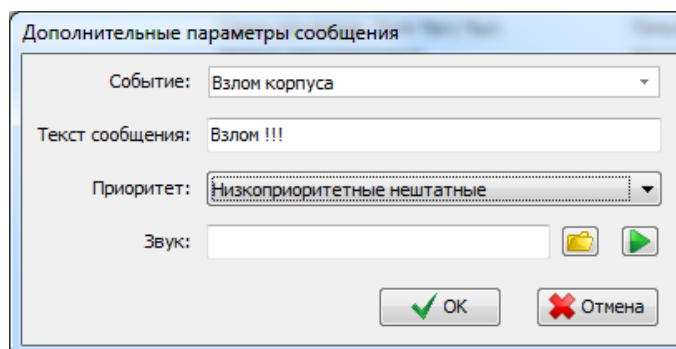 Дополнительные параметры сообщения
Событие: Взлом корпуса
Текст сообщения: Взлом !!!
Приоритет: Низкоприоритетные нештатные
Звук:
OK Отмена